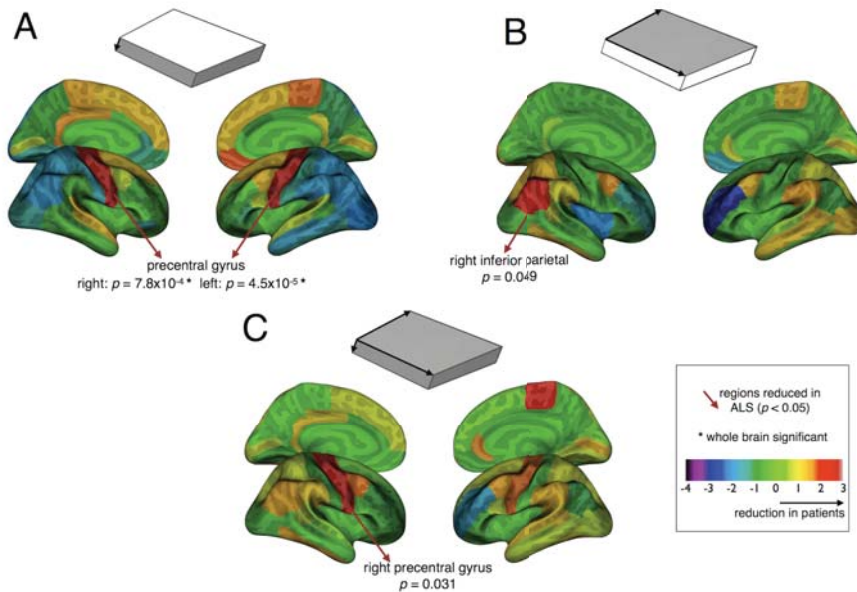 A
B
precentral gyrus
right: p = 7.8x10⁻⁴ * left: p = 4.5x10⁻⁵ *
right inferior parietal
p = 0.049
C
regions reduced in
ALS (p < 0.05)
* whole brain significant
-4 -3 -2 -1 0 1 2 3
reduction in patients
right precentral gyrus
p = 0.031